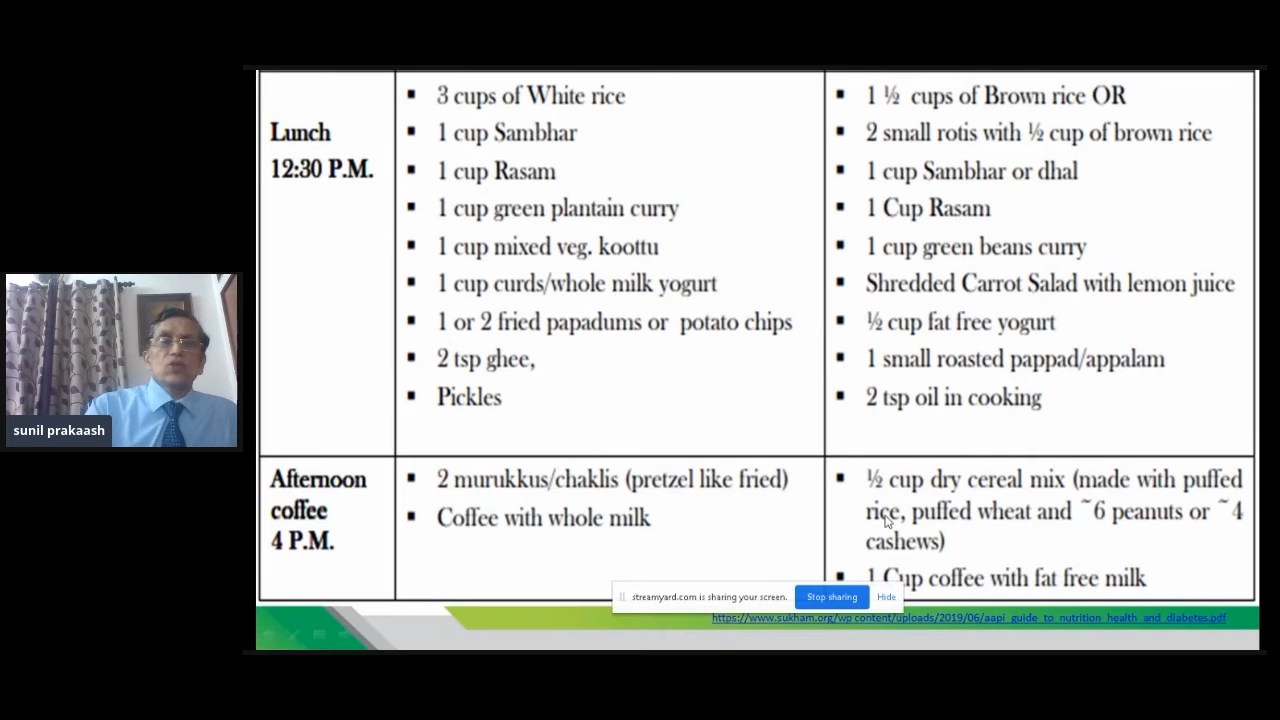 Lunch
12:30 P.M.
▪ 3 cups of White rice
▪ 1 cup Sambhar
▪ 1 cup Rasam
▪ 1 cup green plantain curry
▪ 1 cup mixed veg. koottu
▪ 1 cup curds/whole milk yogurt
▪ 1 or 2 fried papadums or potato chips
▪ 2 tsp ghee,
▪ Pickles
▪ 1 ½ cups of Brown rice OR
▪ 2 small rotis with ½ cup of brown rice
▪ 1 cup Sambhar or dhal
▪ 1 Cup Rasam
▪ 1 cup green beans curry
▪ Shredded Carrot Salad with lemon juice
▪ ½ cup fat free yogurt
▪ 1 small roasted pappad/appalam
▪ 2 tsp oil in cooking
Afternoon
coffee
4 P.M.
▪ 2 murukkus/chaklis (pretzel like fried)
▪ Coffee with whole milk
▪ ½ cup dry cereal mix (made with puffed
rice, puffed wheat and ~6 peanuts or ~4
cashews)
▪ 1 Cup coffee with fat free milk
sunil prakaash
streamyard.com is sharing your screen.
Stop sharing
Hide
https://www.sukham.org/wp content/uploads/2019/06/aapi_guide_to_nutrition_health_and_diabetes.pdf